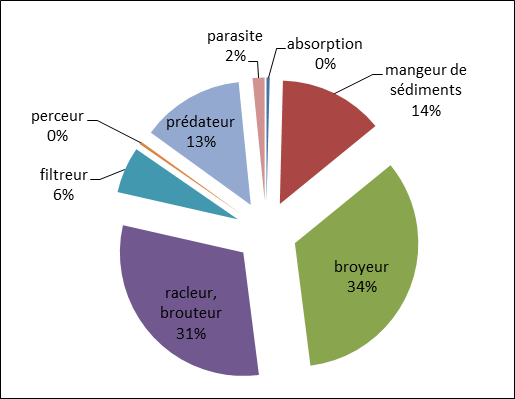 parasite
2%
absorption
0%
mangeur de
sédiments
14%
perceur
0%
prédateur
13%
filtreur
6%
broyeur
34%
racleur,
brouteur
31%